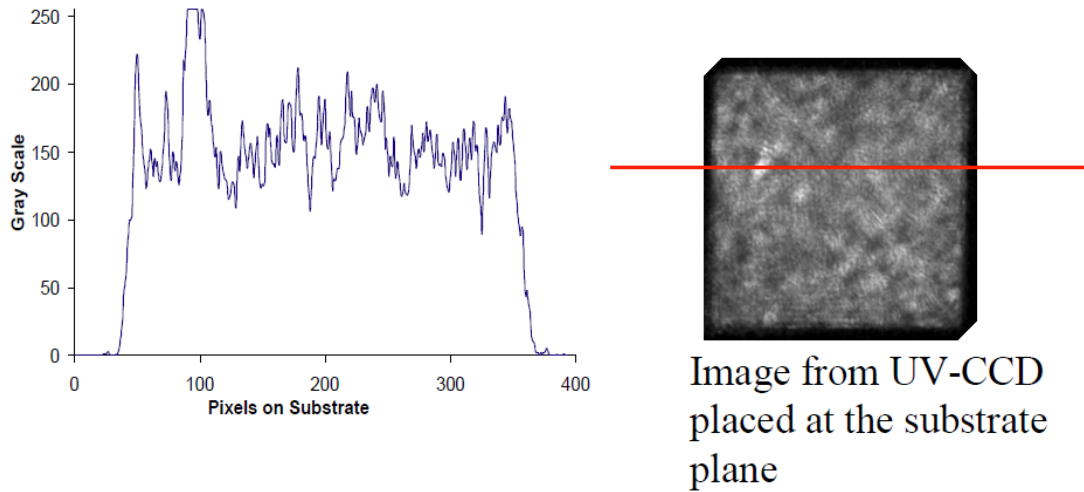 250
200
150
100
50
0
Gray Scale
0 100 200 300 400
Pixels on Substrate
Image from UV-CCD
placed at the substrate
plane